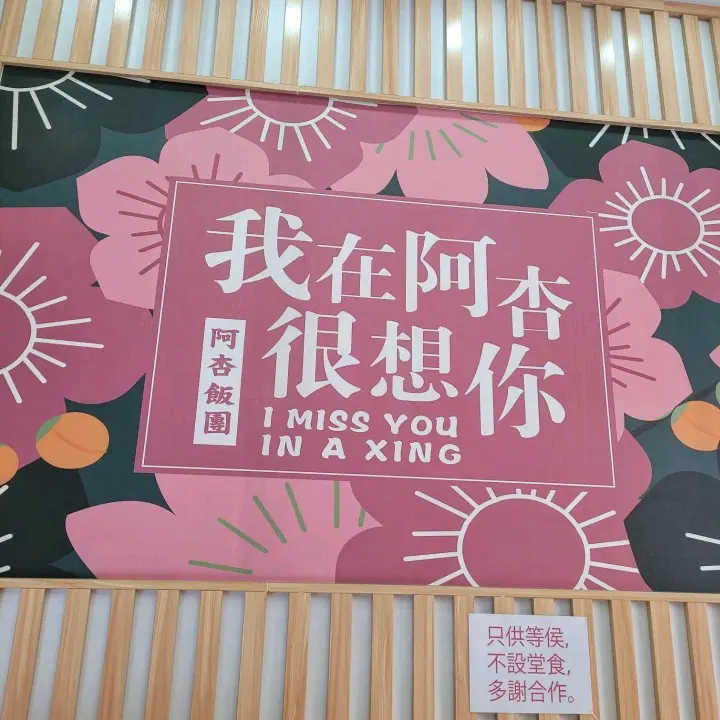 我在阿杏
很想你
阿杏飯團
I MISS YOU
IN A XING
只供等侯,
不設堂食,
多謝合作。